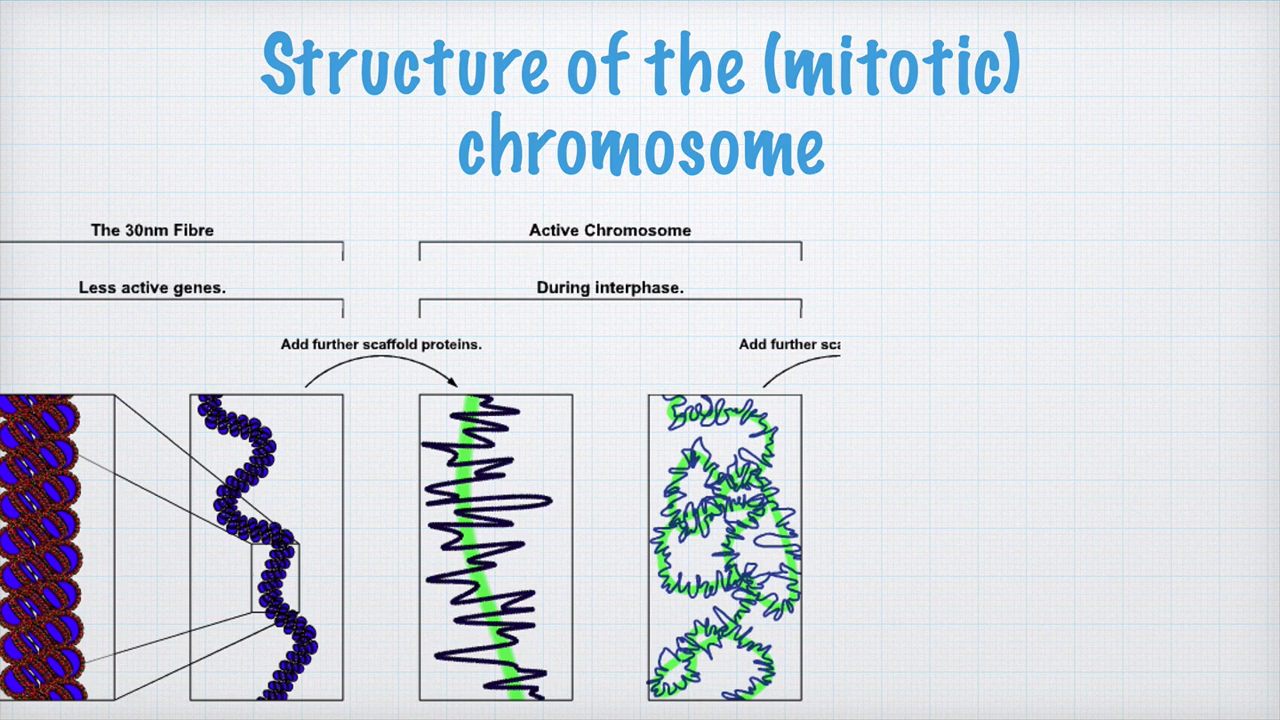 Structure of the (mitotic)
chromosome
The 30nm Fibre
Active Chromosome
Less active genes.
During interphase.
Add further scaffold proteins.
Add further sca